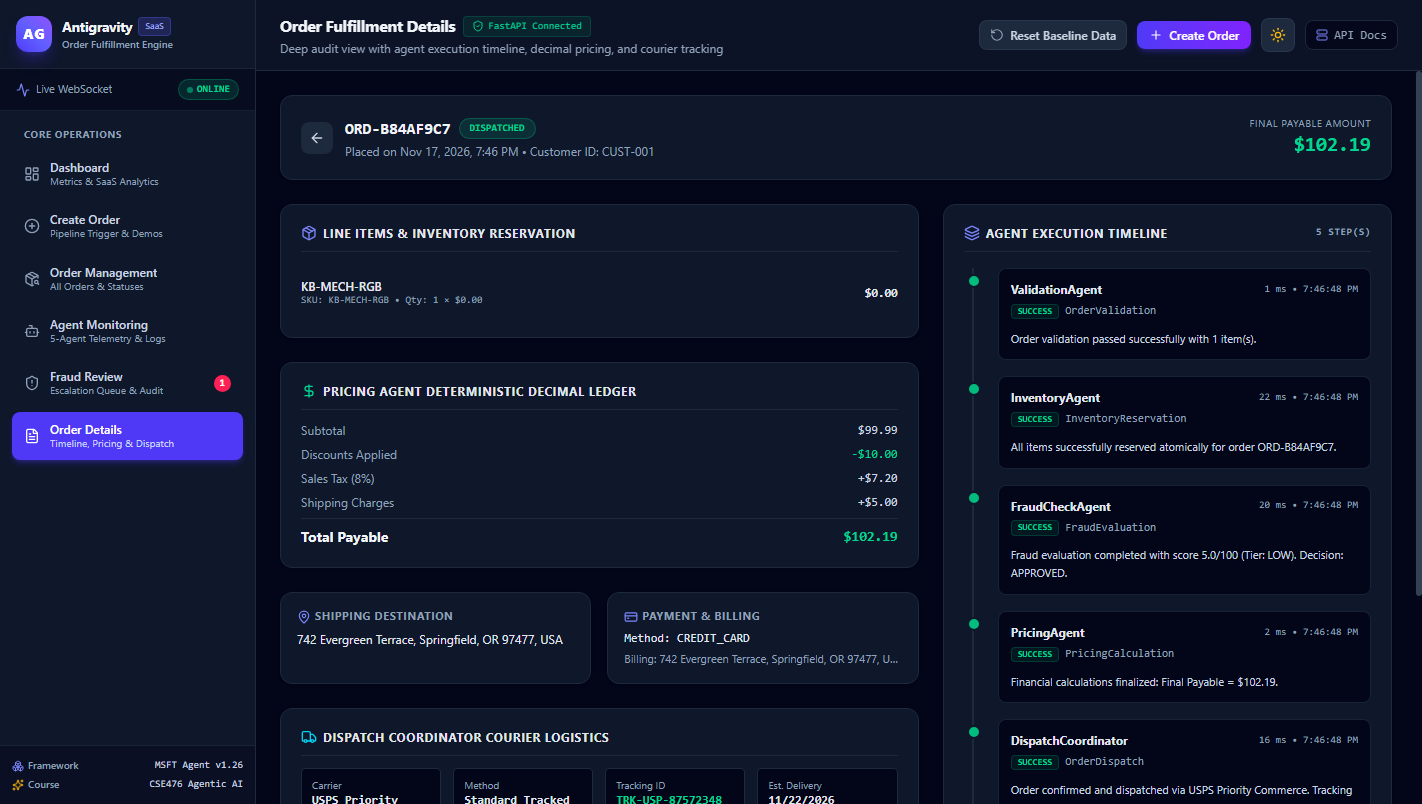 AG
Antigravity SaaS
Order Fulfillment Engine
Live WebSocket ONLINE
CORE OPERATIONS
Dashboard
Metrics & SaaS Analytics
Create Order
Pipeline Trigger & Demos
Order Management
All Orders & Statuses
Agent Monitoring
5-Agent Telemetry & Logs
Fraud Review
Escalation Queue & Audit
1
Order Details
Timeline, Pricing & Dispatch
Framework MSFT Agent v1.26
Course CSE476 Agentic AI
Order Fulfillment Details FastAPI Connected
Deep audit view with agent execution timeline, decimal pricing, and courier tracking
Reset Baseline Data
Create Order
API Docs
ORD-B84AF9C7 DISPATCHED
Placed on Nov 17, 2026, 7:46 PM • Customer ID: CUST-001
FINAL PAYABLE AMOUNT
$102.19
LINE ITEMS & INVENTORY RESERVATION
KB-MECH-RGB
SKU: KB-MECH-RGB • Qty: 1 × $0.00
$0.00
PRICING AGENT DETERMINISTIC DECIMAL LEDGER
Subtotal $99.99
Discounts Applied -$10.00
Sales Tax (8%) +$7.20
Shipping Charges +$5.00
Total Payable $102.19
SHIPPING DESTINATION
742 Evergreen Terrace, Springfield, OR 97477, USA
PAYMENT & BILLING
Method: CREDIT_CARD
Billing: 742 Evergreen Terrace, Springfield, OR 97477, U...
DISPATCH COORDINATOR COURIER LOGISTICS
Carrier
USPS Priority
Method
Standard Tracked
Tracking ID
TRK-USP-87572348
Est. Delivery
11/22/2026
AGENT EXECUTION TIMELINE 5 STEP(S)
ValidationAgent 1 ms • 7:46:48 PM
SUCCESS OrderValidation
Order validation passed successfully with 1 item(s).
InventoryAgent 22 ms • 7:46:48 PM
SUCCESS InventoryReservation
All items successfully reserved atomically for order ORD-B84AF9C7.
FraudCheckAgent 20 ms • 7:46:48 PM
SUCCESS FraudEvaluation
Fraud evaluation completed with score 5.0/100 (Tier: LOW). Decision:
APPROVED.
PricingAgent 2 ms • 7:46:48 PM
SUCCESS PricingCalculation
Financial calculations finalized: Final Payable = $102.19.
DispatchCoordinator 16 ms • 7:46:48 PM
SUCCESS OrderDispatch
Order confirmed and dispatched via USPS Priority Commerce. Tracking